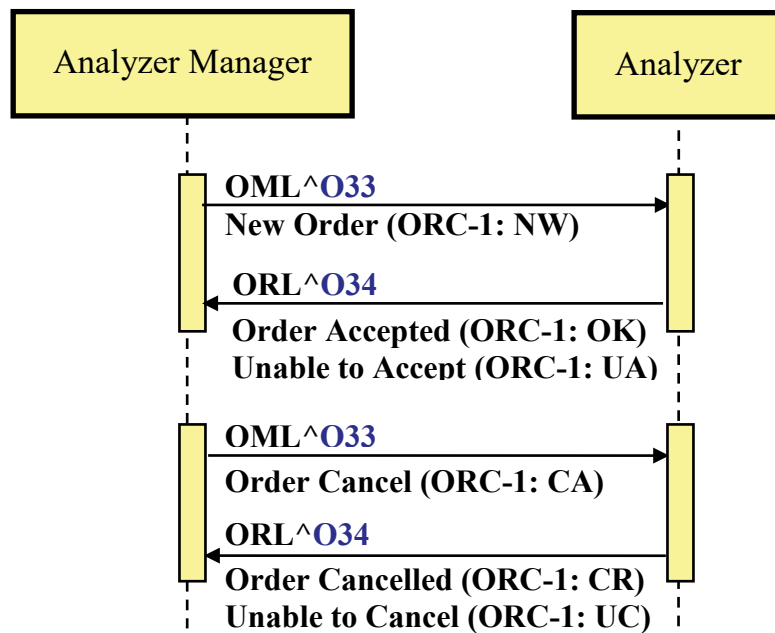 Analyzer Manager
Analyzer
OML^O33
New Order (ORC-1: NW)
ORL^O34
Order Accepted (ORC-1: OK)
Unable to Accept (ORC-1: UA)
OML^O33
Order Cancel (ORC-1: CA)
ORL^O34
Order Cancelled (ORC-1: CR)
Unable to Cancel (ORC-1: UC)